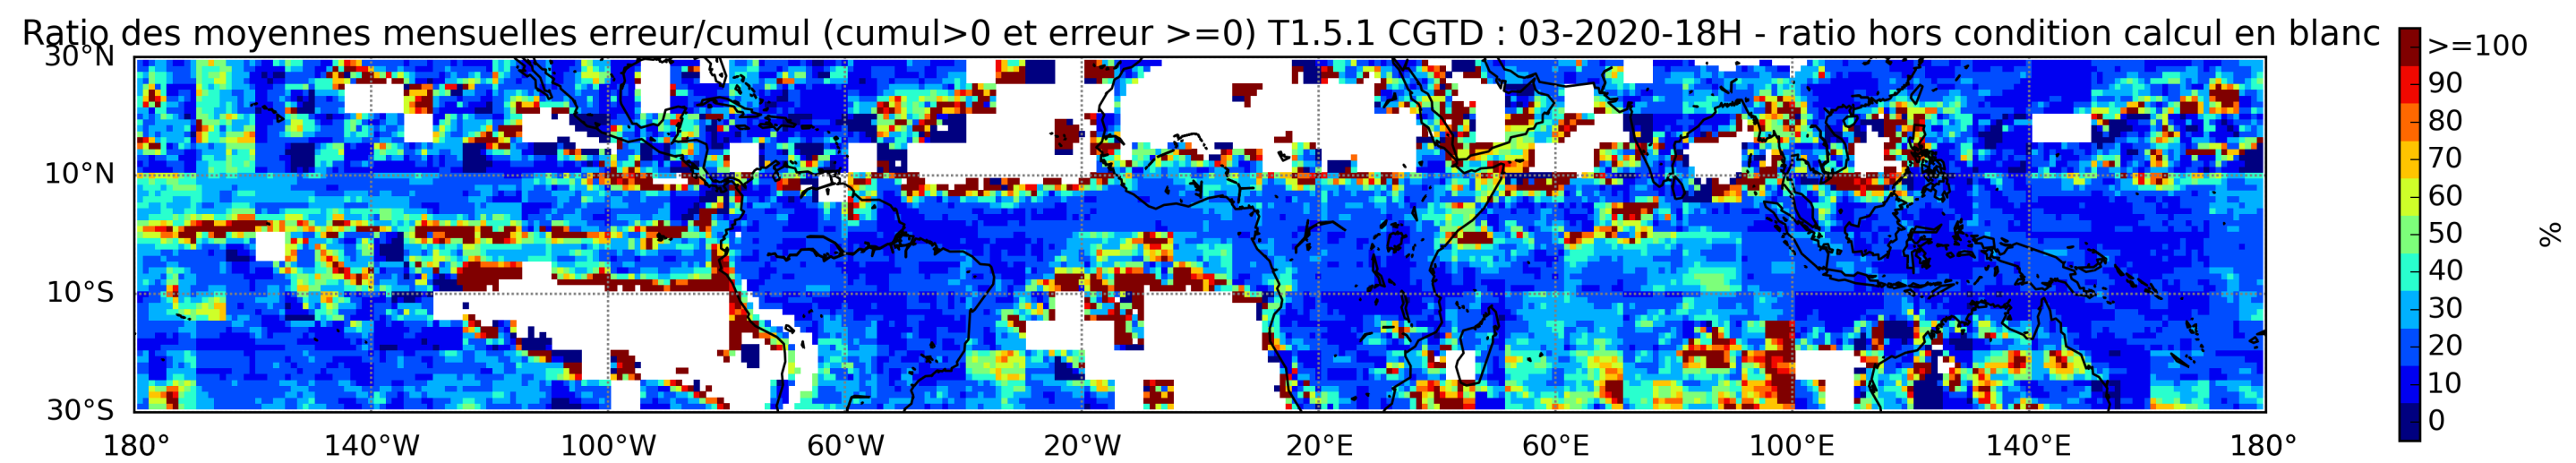 Ratio des moyennes mensuelles erreur/cumul (cumul>0 et erreur >=0) T1.5.1 CGTD : 03-2020-18H - ratio hors condition calcul en blanc
30°N
10°N
10°S
30°S
180°
140°W
100°W
60°W
20°W
20°E
60°E
100°E
140°E
180°
>=100
90
80
70
60
50
40
30
20
10
0
%